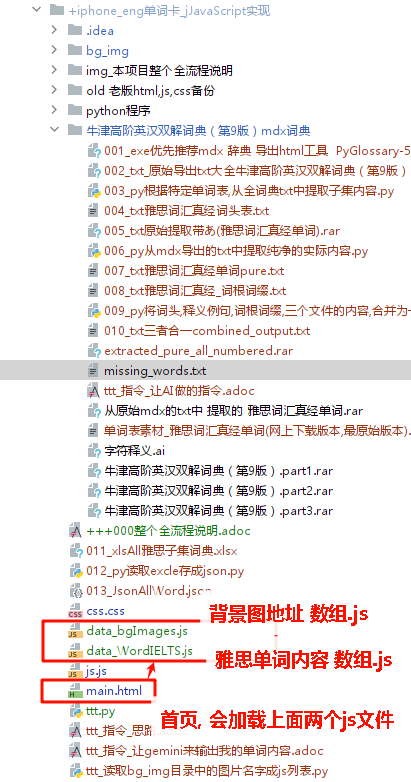 +iphone_eng单词卡_jJavaScript实现
.idea
bg_img
img_本项目整个全流程说明
old 老版html,js,css备份
python程序
牛津高阶英汉双解词典（第9版）mdx词典
001_exe优先推荐mdx 辞典 导出html工具 PyGlossary-5
002_txt_原始导出txt大全牛津高阶英汉双解词典（第9版）
003_py根据特定单词表,从全词典txt中提取子集内容.py
004_txt雅思词汇真经词头表.txt
005_txt原始提取带あ(雅思词汇真经单词).rar
006_py从mdx导出的txt中提取纯净的实际内容.py
007_txt雅思词汇真经单词pure.txt
008_txt雅思词汇真经_词根词缀.txt
009_py将词头,释义例句,词根词缀,三个文件的内容,合并为一
010_txt三者合一combined_output.txt
extracted_pure_all_numbered.rar
missing_words.txt
ttt_指令_让AI做的指令.adoc
从原始mdx的txt中 提取的 雅思词汇真经单词.rar
单词表素材_雅思词汇真经单词(网上下载版本,最原始版本).
字符释义.ai
牛津高阶英汉双解词典（第9版）.part1.rar
牛津高阶英汉双解词典（第9版）.part2.rar
牛津高阶英汉双解词典（第9版）.part3.rar
+++000整个全流程说明.adoc
011_xlsAll雅思子集词典.xlsx
012_py读取excle存成json.py
013_JsonAllWord.json
css.css
背景图地址 数组.js
data_bgImages.js
data_WordIELTS.js
雅思单词内容 数组.js
js.js
main.html
首页, 会加载上面两个js文件
ttt.py
ttt_指令_思路
ttt_指令_让gemini来输出我的单词内容.adoc
ttt_读取bg_img目录中的图片名字成js列表.py